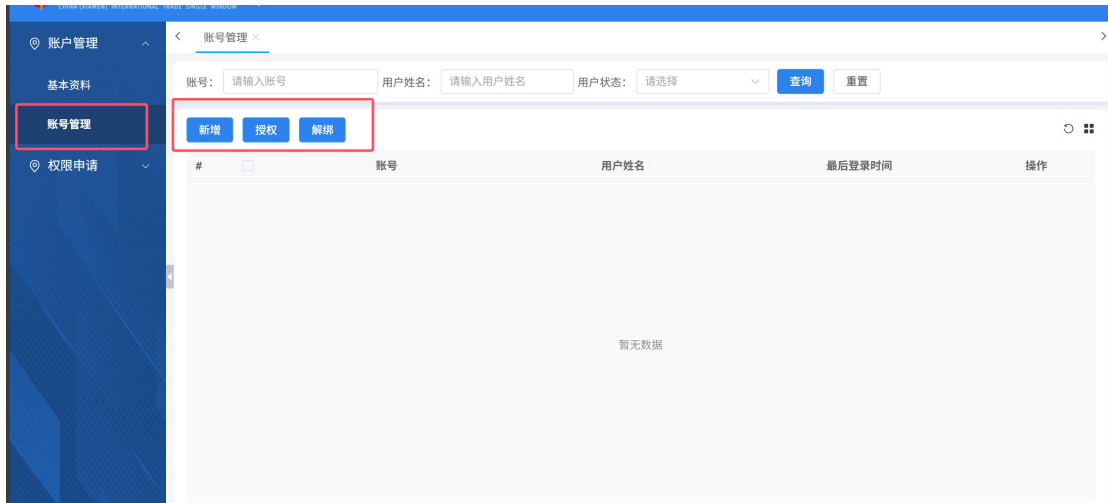 CHINA (XIAMEN) INTERNATIONAL TRADE SINGLE WINDOW
账户管理
基本资料
账号管理
权限申请
账号管理
账号: 请输入账号 用户姓名: 请输入用户姓名 用户状态: 请选择 查询 重置
新增 授权 解绑
# 账号 用户姓名 最后登录时间 操作
暂无数据